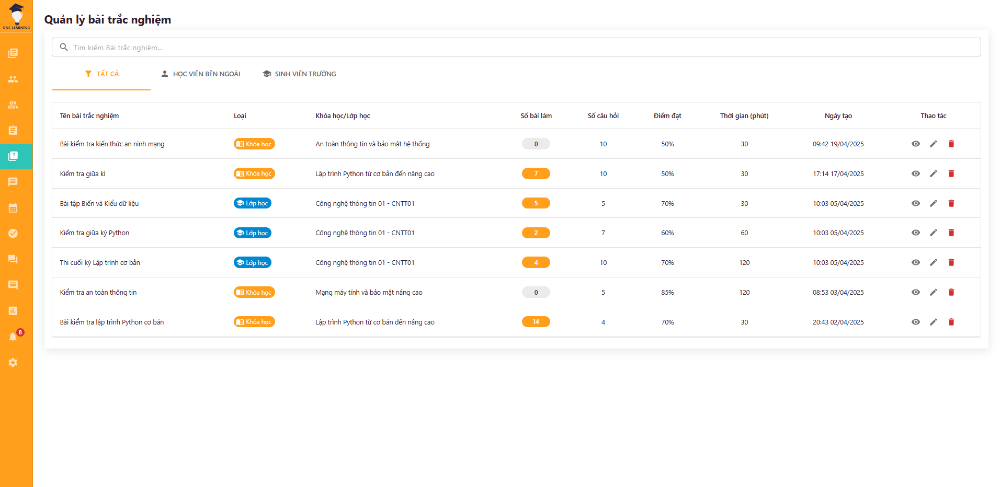 DNC LEARNING
Quản lý bài trắc nghiệm
Tìm kiếm Bài trắc nghiệm...
TẤT CẢ HỌC VIÊN BÊN NGOÀI SINH VIÊN TRƯỜNG
Tên bài trắc nghiệm Loại Khóa học/Lớp học Số bài làm Số câu hỏi Điểm đạt Thời gian (phút) Ngày tạo Thao tác
Bài kiểm tra kiến thức an ninh mạng Khóa học An toàn thông tin và bảo mật hệ thống 0 10 50% 30 09:42 19/04/2025
Kiểm tra giữa kì Khóa học Lập trình Python từ cơ bản đến nâng cao 7 10 50% 30 17:14 17/04/2025
Bài tập Biến và Kiểu dữ liệu Lớp học Công nghệ thông tin 01 - CNTT01 5 5 70% 30 10:03 05/04/2025
Kiểm tra giữa kỳ Python Lớp học Công nghệ thông tin 01 - CNTT01 2 7 60% 60 10:03 05/04/2025
Thi cuối kỳ Lập trình cơ bản Lớp học Công nghệ thông tin 01 - CNTT01 4 10 70% 120 10:03 05/04/2025
Kiểm tra an toàn thông tin Khóa học Mạng máy tính và bảo mật nâng cao 0 5 85% 120 08:53 03/04/2025
Bài kiểm tra lập trình Python cơ bản Khóa học Lập trình Python từ cơ bản đến nâng cao 14 4 70% 30 20:43 02/04/2025
8